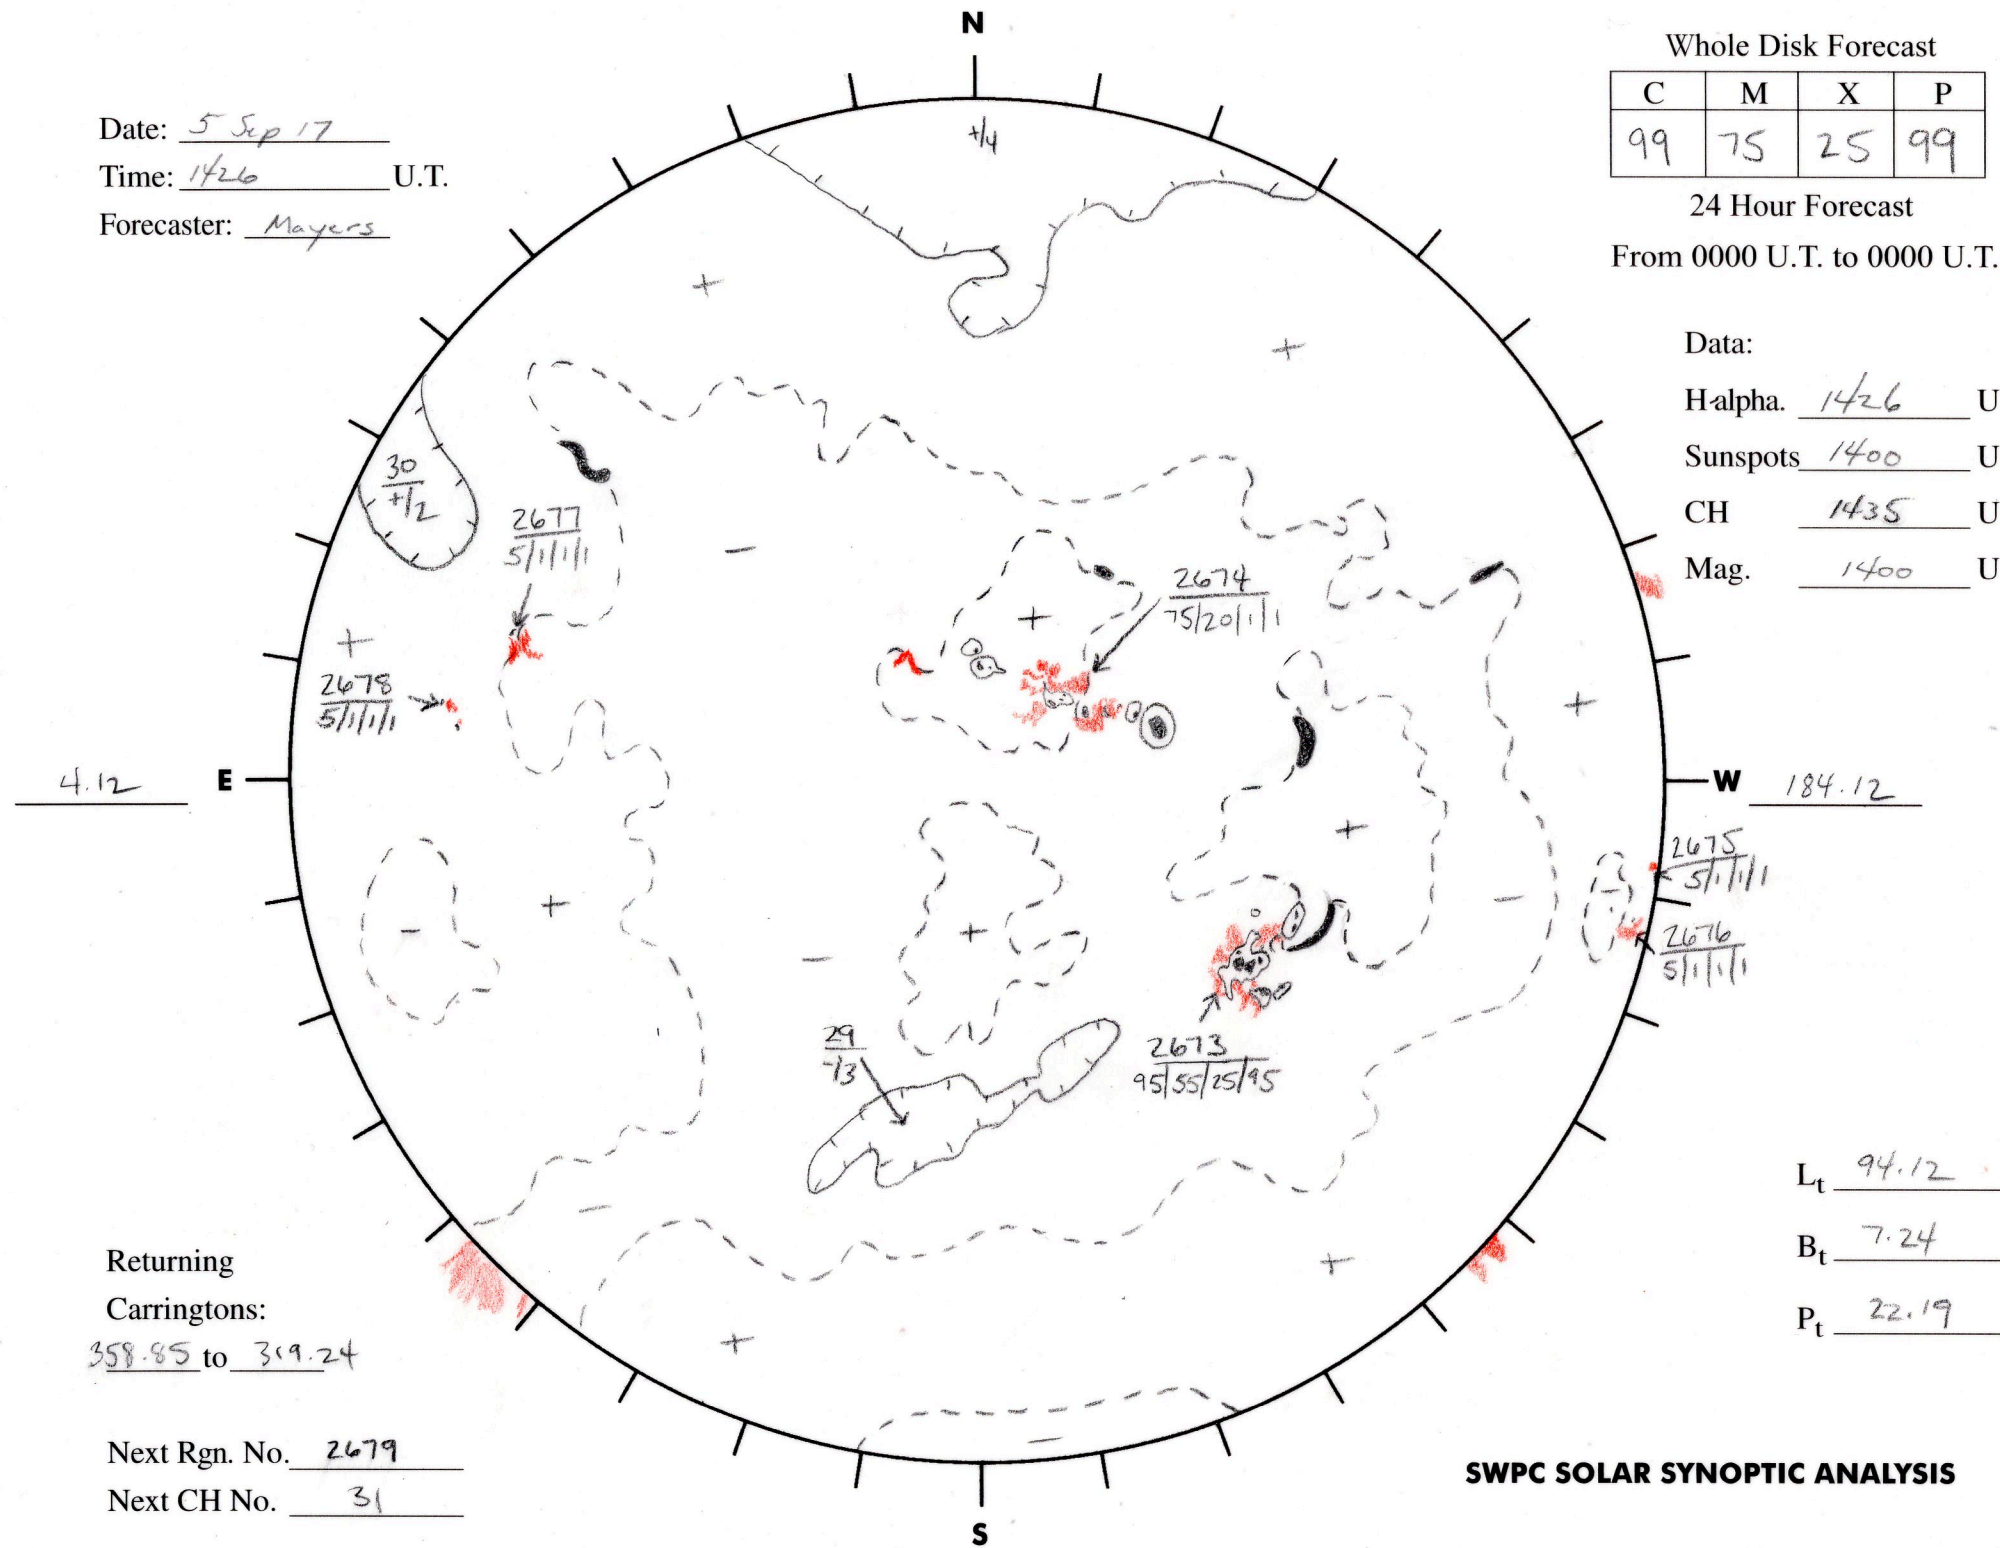 N
Whole Disk Forecast
C M X P
99 75 25 99
24 Hour Forecast
From 0000 U.T. to 0000 U.T.
Date: 5 Sep 17
Time: 1426 U.T.
Forecaster: Mayers
+/4
Data:
H-alpha. 1426 U
Sunspots 1400 U
CH 1435 U
Mag. 1400 U
30
+/2
2677
5/1/1/1
2674
75/20/1/1
2678
5/1/1/1
4.12 E
W 184.12
2675
5/1/1/1
2676
5/1/1/1
29
-/3
2673
95/55/25/95
Lt 94.12
Bt 7.24
Pt 22.19
Returning
Carringtons:
358.85 to 319.24
Next Rgn. No. 2679
Next CH No. 31
SWPC SOLAR SYNOPTIC ANALYSIS
S